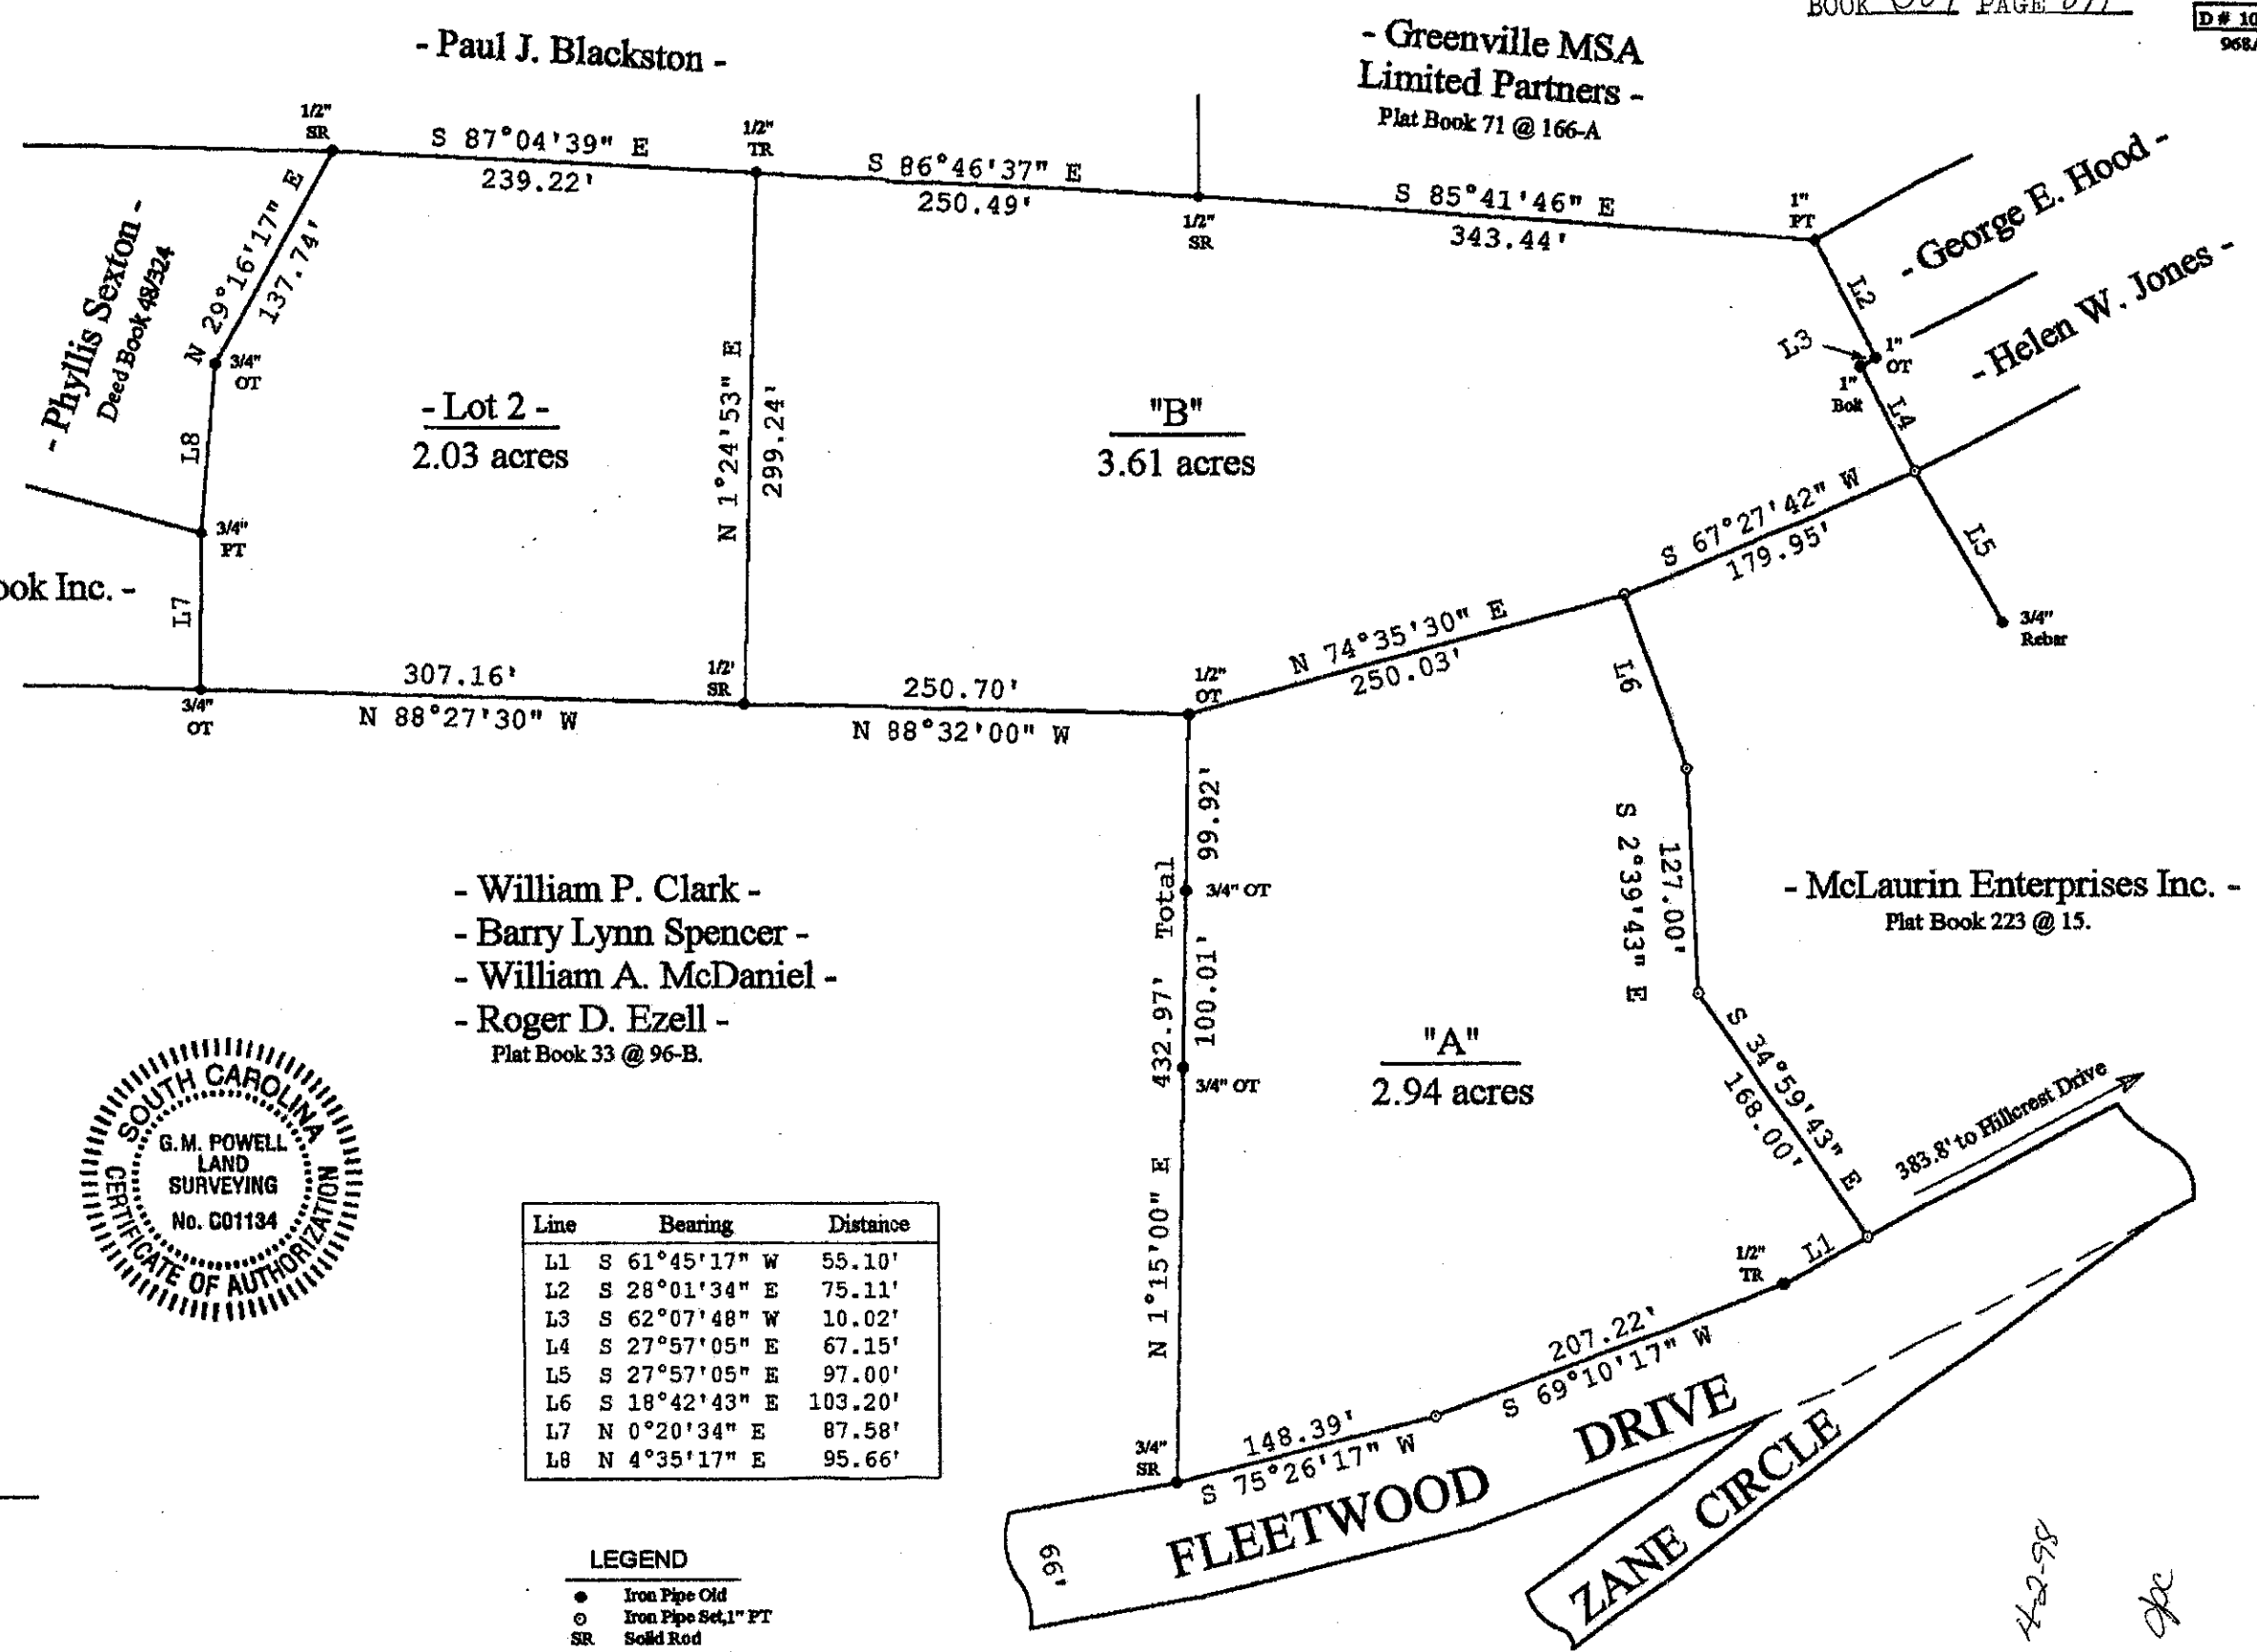 BOOK PAGE
D # 10
968
- Paul J. Blackston -
- Greenville MSA
Limited Partners -
Plat Book 71 @ 166-A
1/2"
SR
S 87°04'39" E
239.22'
1/2"
TR
S 86°46'37" E
250.49'
1/2"
SR
S 85°41'46" E
343.44'
1"
PT
- George E. Hood -
- Helen W. Jones -
L2
L3
1"
OT
1"
Bolt
L4
L5
3/4"
Rebar
- Phyllis Sexton -
Deed Book 48/324
N 29°16'17" E
137.74'
3/4"
OT
L8
3/4"
PT
L7
ook Inc. -
- Lot 2 -
2.03 acres
N 1°24'53" E
299.24'
"B"
3.61 acres
S 67°27'42" W
179.95'
N 74°35'30" E
250.03'
L6
3/4"
OT
307.16'
N 88°27'30" W
1/2'
SR
250.70'
N 88°32'00" W
1/2"
OT
99.92'
3/4" OT
432.97' Total
100.01'
3/4" OT
N 1°15'00" E
S 2°39'43" E
127.00'
- McLaurin Enterprises Inc. -
Plat Book 223 @ 15.
- William P. Clark -
- Barry Lynn Spencer -
- William A. McDaniel -
- Roger D. Ezell -
Plat Book 33 @ 96-B.
"A"
2.94 acres
S 34°59'43" E
168.00'
383.8' to Hillcrest Drive
SOUTH CAROLINA
G.M. POWELL
LAND
SURVEYING
No. C01134
CERTIFICATE OF AUTHORIZATION
Line Bearing Distance
L1 S 61°45'17" W 55.10'
L2 S 28°01'34" E 75.11'
L3 S 62°07'48" W 10.02'
L4 S 27°57'05" E 67.15'
L5 S 27°57'05" E 97.00'
L6 S 18°42'43" E 103.20'
L7 N 0°20'34" E 87.58'
L8 N 4°35'17" E 95.66'
1/2"
TR
L1
207.22'
S 69°10'17" W
3/4"
SR
148.39'
S 75°26'17" W
FLEETWOOD DRIVE
ZANE CIRCLE
66'
LEGEND
Iron Pipe Old
Iron Pipe Set,1" PT
SR Solid Rod